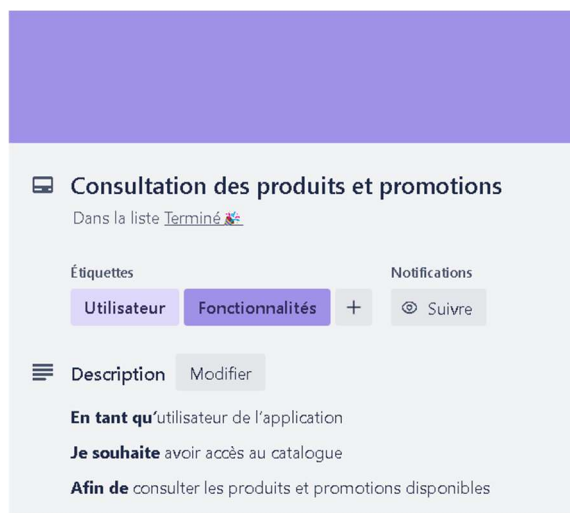 Consultation des produits et promotions
Dans la liste Terminé 🎉
Étiquettes
Notifications
Utilisateur
Fonctionnalités
+
Suivre
Description
Modifier
En tant qu'utilisateur de l'application
Je souhaite avoir accès au catalogue
Afin de consulter les produits et promotions disponibles